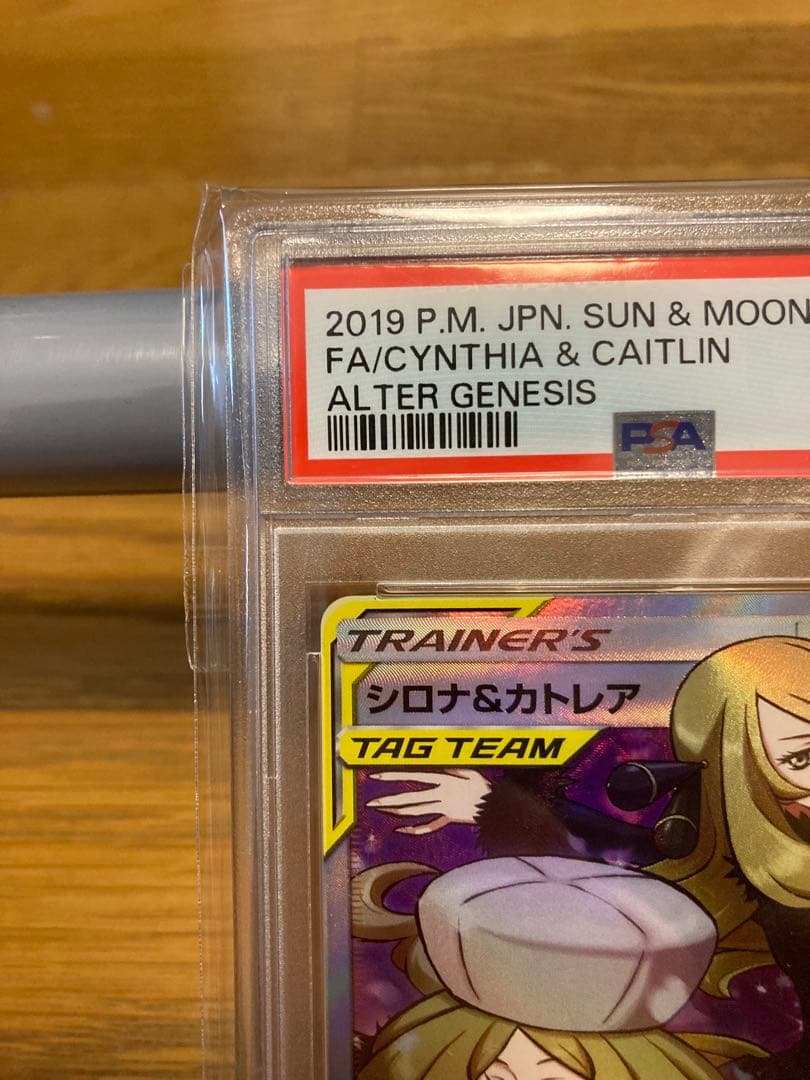 2019 P.M. JPN. SUN & MOON
FA/CYNTHIA & CAITLIN
ALTER GENESIS
PSA
TRAINER'S
シロナ&カトレア
TAG TEAM